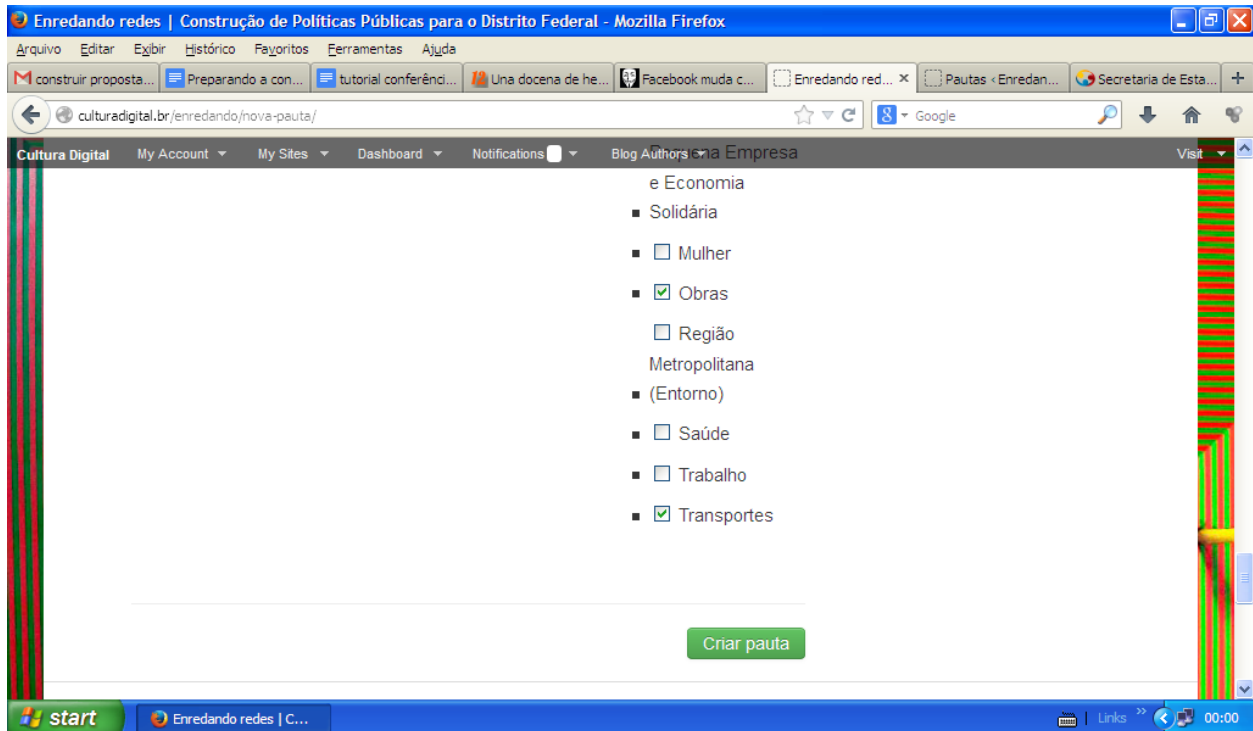 Enredando redes | Construção de Políticas Públicas para o Distrito Federal - Mozilla Firefox
Arquivo Editar Exibir Histórico Favoritos Ferramentas Ajuda
construir proposta... Preparando a con... tutorial conferênci... Una docena de he... Facebook muda c... Enredando red... × Pautas ‹ Enredan... Secretaria de Esta... +
culturadigital.br/enredando/nova-pauta/ 8 Google
Cultura Digital My Account My Sites Dashboard Notifications Blog Authors Visit
Pequena Empresa
e Economia
Solidária
Mulher
Obras
Região
Metropolitana
(Entorno)
Saúde
Trabalho
Transportes
Criar pauta
start Enredando redes | C... Links » 00:00